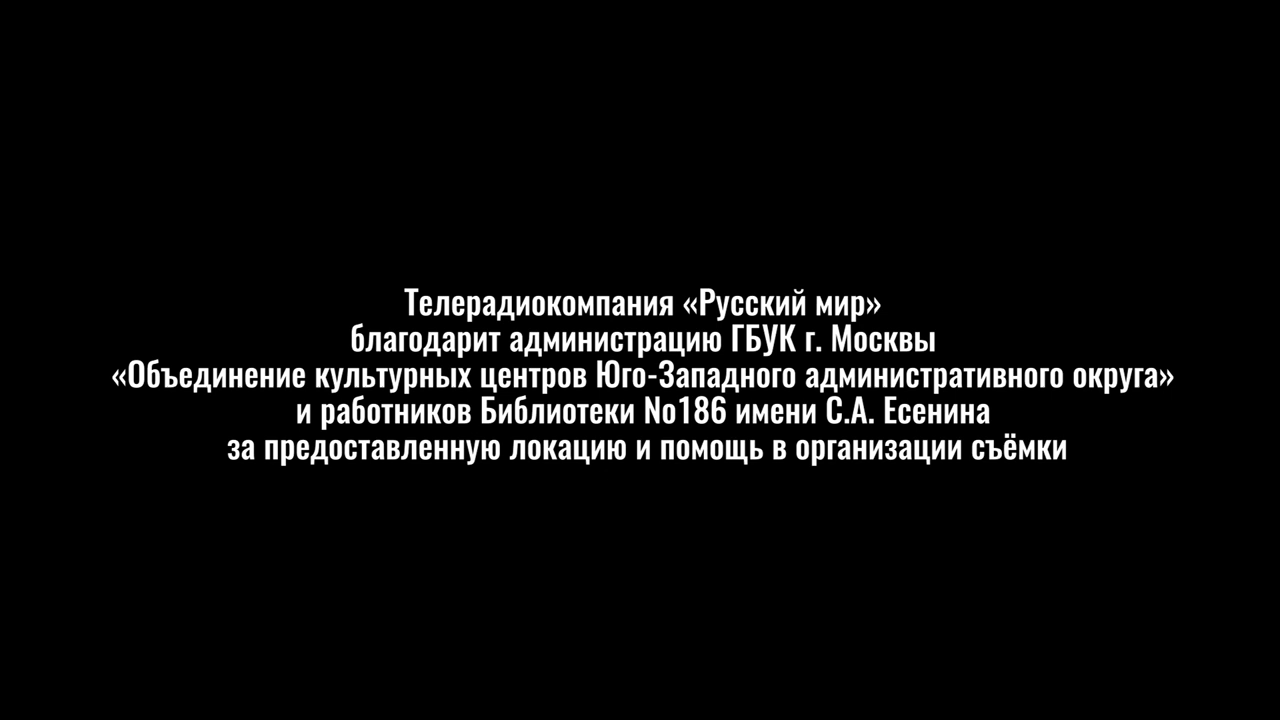 Телерадиокомпания «Русский мир»
благодарит администрацию ГБУК г. Москвы
«Объединение культурных центров Юго-Западного административного округа»
и работников Библиотеки No186 имени С.А. Есенина
за предоставленную локацию и помощь в организации съёмки